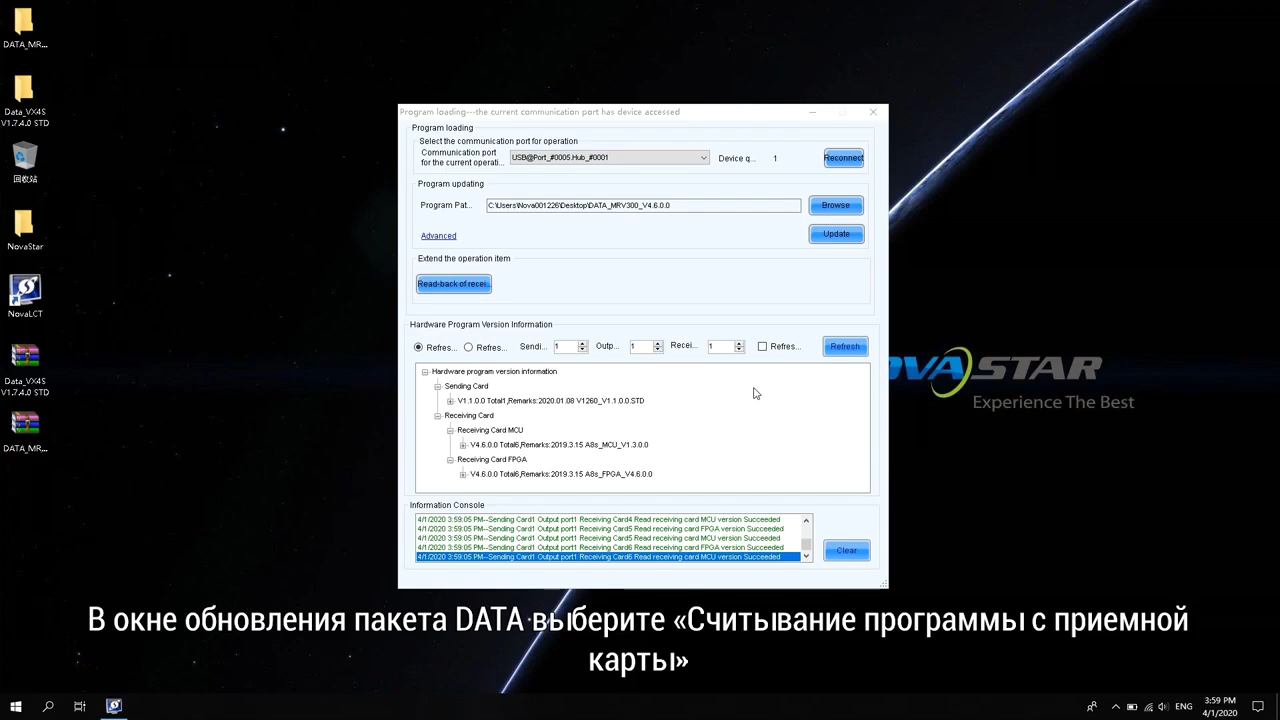 DATA_MR...
Data_VX4S
V1.7.4.0 STD
回收站
NovaStar
NovaLCT
Data_VX4S
V1.7.4.0 STD
DATA_MR...
Program loading---the current communication port has device accessed
Program loading
Select the communication port for operation
Communication port
for the current operati...
USB@Port_#0005.Hub_#0001
Device q...
1
Reconnect
Program updating
Program Pat...
C:\Users\Nova001226\Desktop\DATA_MRV300_V4.6.0.0
Browse
Advanced
Update
Extend the operation item
Read-back of recei...
Hardware Program Version Information
Refres... Refres... Sendi... 1 Outp... 1 Recei... 1 Refres... Refresh
Hardware program version information
Sending Card
V1.1.0.0 Total1,Remarks:2020.01.08 V1260_V1.1.0.0.STD
Receiving Card
Receiving Card MCU
V4.6.0.0 Total6,Remarks:2019.3.15 A8s_MCU_V1.3.0.0
Receiving Card FPGA
V4.6.0.0 Total6,Remarks:2019.3.15 A8s_FPGA_V4.6.0.0
Information Console
4/1/2020 3:59:05 PM--Sending Card1 Output port1 Receiving Card4 Read receiving card MCU version Succeeded
4/1/2020 3:59:05 PM--Sending Card1 Output port1 Receiving Card5 Read receiving card FPGA version Succeeded
4/1/2020 3:59:05 PM--Sending Card1 Output port1 Receiving Card5 Read receiving card MCU version Succeeded
4/1/2020 3:59:05 PM--Sending Card1 Output port1 Receiving Card6 Read receiving card FPGA version Succeeded
4/1/2020 3:59:05 PM--Sending Card1 Output port1 Receiving Card6 Read receiving card MCU version Succeeded
Clear
OVASTAR
Experience The Best
В окне обновления пакета DATA выберите «Считывание программы с приемной
карты»
ENG
3:59 PM
4/1/2020